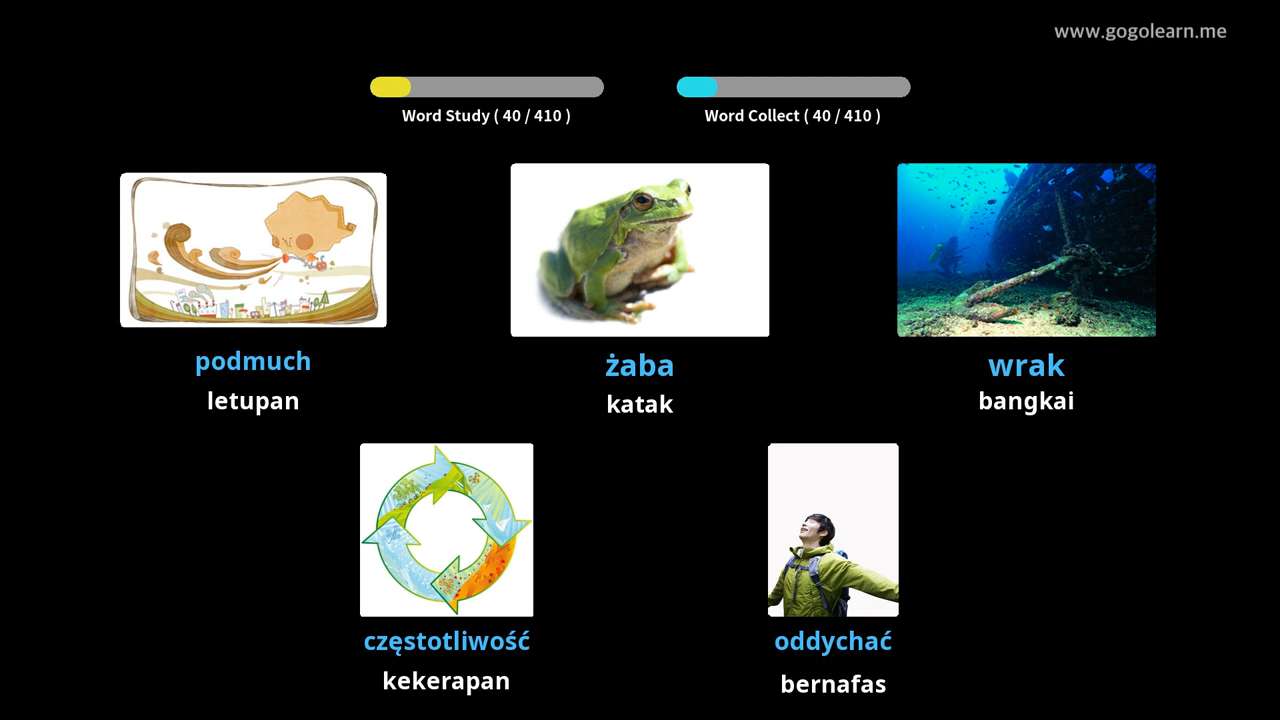 www.gogolearn.me
Word Study ( 40 / 410 )
Word Collect ( 40 / 410 )
podmuch
letupan
żaba
katak
wrak
bangkai
częstotliwość
kekerapan
oddychać
bernafas